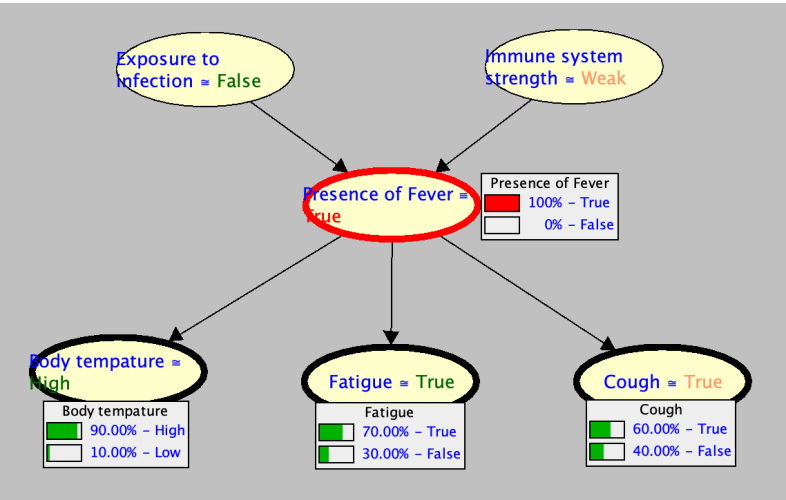 Exposure to
infection ≅ False
Immune system
strength ≅ Weak
Presence of Fever ≅
True
Presence of Fever
100% – True
0% – False
Body tempature ≅
High
Fatigue ≅ True
Cough ≅ True
Body tempature
90.00% – High
10.00% – Low
Fatigue
70.00% – True
30.00% – False
Cough
60.00% – True
40.00% – False